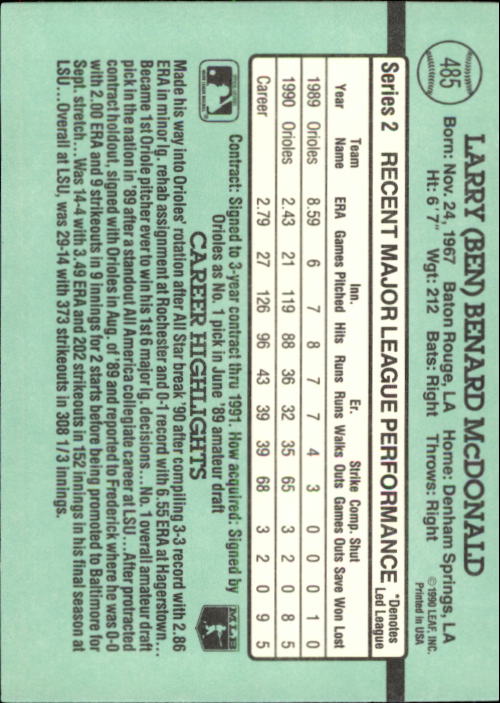 485
LARRY (BEN) BENARD McDONALD
Born: Nov. 24, 1967 Baton Rouge, LA Home: Denham Springs, LA
Ht: 6'7" Wgt: 212 Bats: Right Throws: Right
©1990 LEAF, INC.
Printed in USA
Series 2 RECENT MAJOR LEAGUE PERFORMANCE *Denotes
Led League
Team Inn. Er. Strike Comp. Shut
Year Name ERA Games Pitched Hits Runs Runs Walks Outs Games Outs Save Won Lost
1989 Orioles 8.59 6 7 8 7 7 4 3 0 0 0 1 0
1990 Orioles 2.43 21 119 88 36 32 35 65 3 2 0 8 5
Career 2.79 27 126 96 43 39 39 68 3 2 0 9 5
Contract: Signed to 3-year contract thru 1991. How acquired: Signed by
Orioles as No. 1 pick in June '89 amateur draft
CAREER HIGHLIGHTS
MLB
Made his way into Orioles' rotation after All Star break '90 after compiling 3-3 record with 2.86
ERA in minor lg. rehab assignment at Rochester and 0-1 record with 6.55 ERA at Hagerstown...
Became 1st Oriole pitcher ever to win his 1st 6 major lg. decisions...No. 1 overall amateur draft
pick in the nation in '89 after a standout All America collegiate career at LSU...After protracted
contract holdout, signed with Orioles in Aug. of '89 and reported to Frederick where he was 0-0
with 2.00 ERA and 9 strikeouts in 9 innings for 2 starts before being promoted to Baltimore for
Sept. stretch...Was 14-4 with 3.49 ERA and 202 strikeouts in 152 innings in his final season at
LSU...Overall at LSU, was 29-14 with 373 strikeouts in 308 1/3 innings.